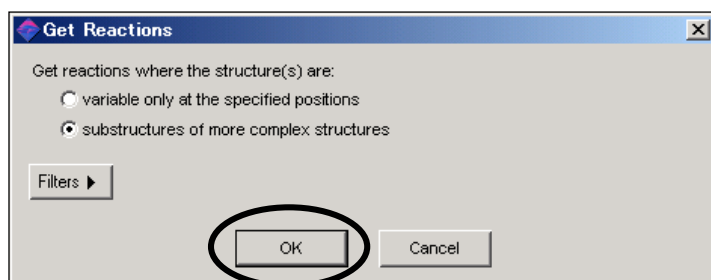 Get Reactions
Get reactions where the structure(s) are:
variable only at the specified positions
substructures of more complex structures
Filters
OK Cancel